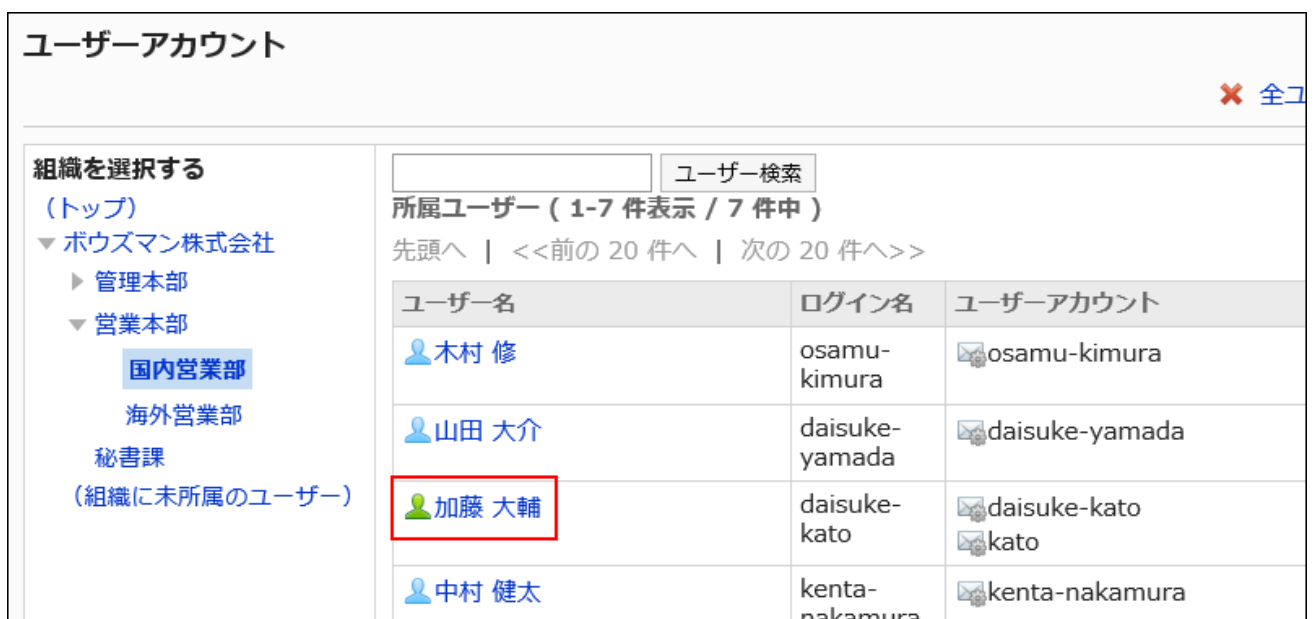 ユーザーアカウント
全ユ
組織を選択する
(トップ)
ボウズマン株式会社
管理本部
営業本部
国内営業部
海外営業部
秘書課
(組織に未所属のユーザー)
ユーザー検索
所属ユーザー ( 1-7 件表示 / 7 件中 )
先頭へ | <<前の 20 件へ | 次の 20 件へ>>
ユーザー名 ログイン名 ユーザーアカウント
木村 修 osamu-kimura osamu-kimura
山田 大介 daisuke-yamada daisuke-yamada
加藤 大輔 daisuke-kato daisuke-kato
kato
中村 健太 kenta-nakamura kenta-nakamura